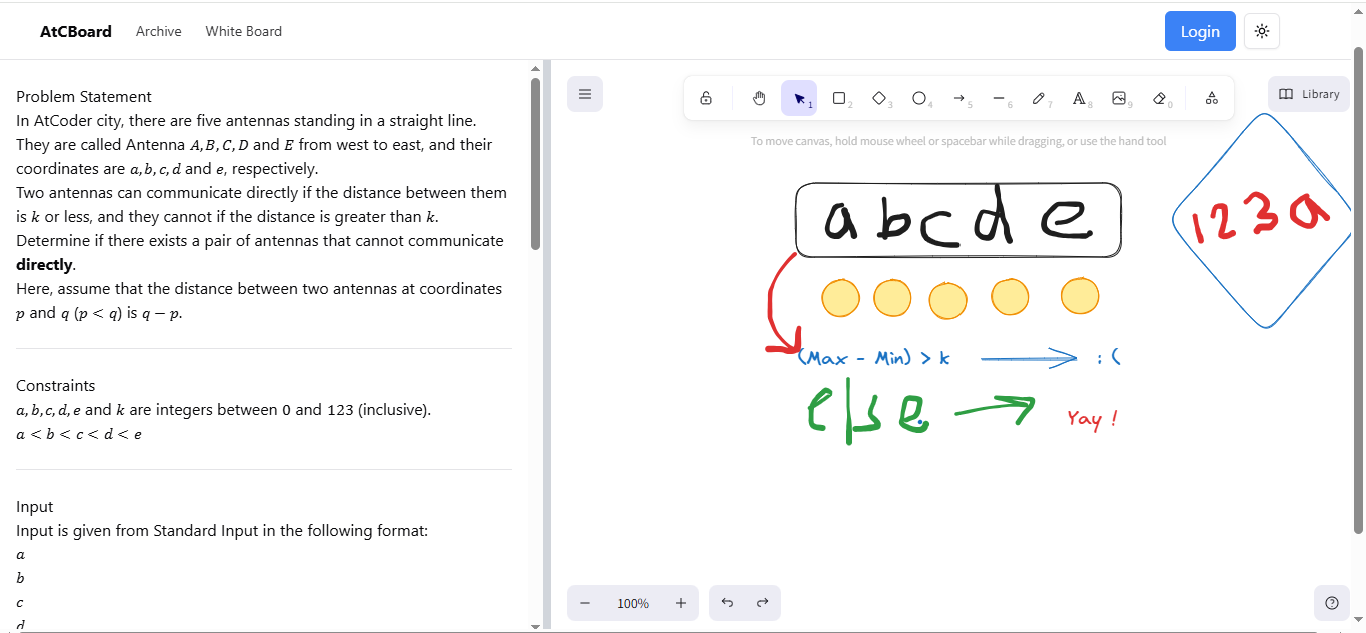 AtCBoard Archive White Board Login
Problem Statement
In AtCoder city, there are five antennas standing in a straight line.
They are called Antenna A, B, C, D and E from west to east, and their
coordinates are a, b, c, d and e, respectively.
Two antennas can communicate directly if the distance between them
is k or less, and they cannot if the distance is greater than k.
Determine if there exists a pair of antennas that cannot communicate
directly.
Here, assume that the distance between two antennas at coordinates
p and q (p < q) is q − p.
Constraints
a, b, c, d, e and k are integers between 0 and 123 (inclusive).
a < b < c < d < e
Input
Input is given from Standard Input in the following format:
a
b
c
d
1 2 3 4 5 6 7 8 9 0
Library
To move canvas, hold mouse wheel or spacebar while dragging, or use the hand tool
a b c d e
1 2 3 a
(Max - Min) > k : (
else
Yay !
100%